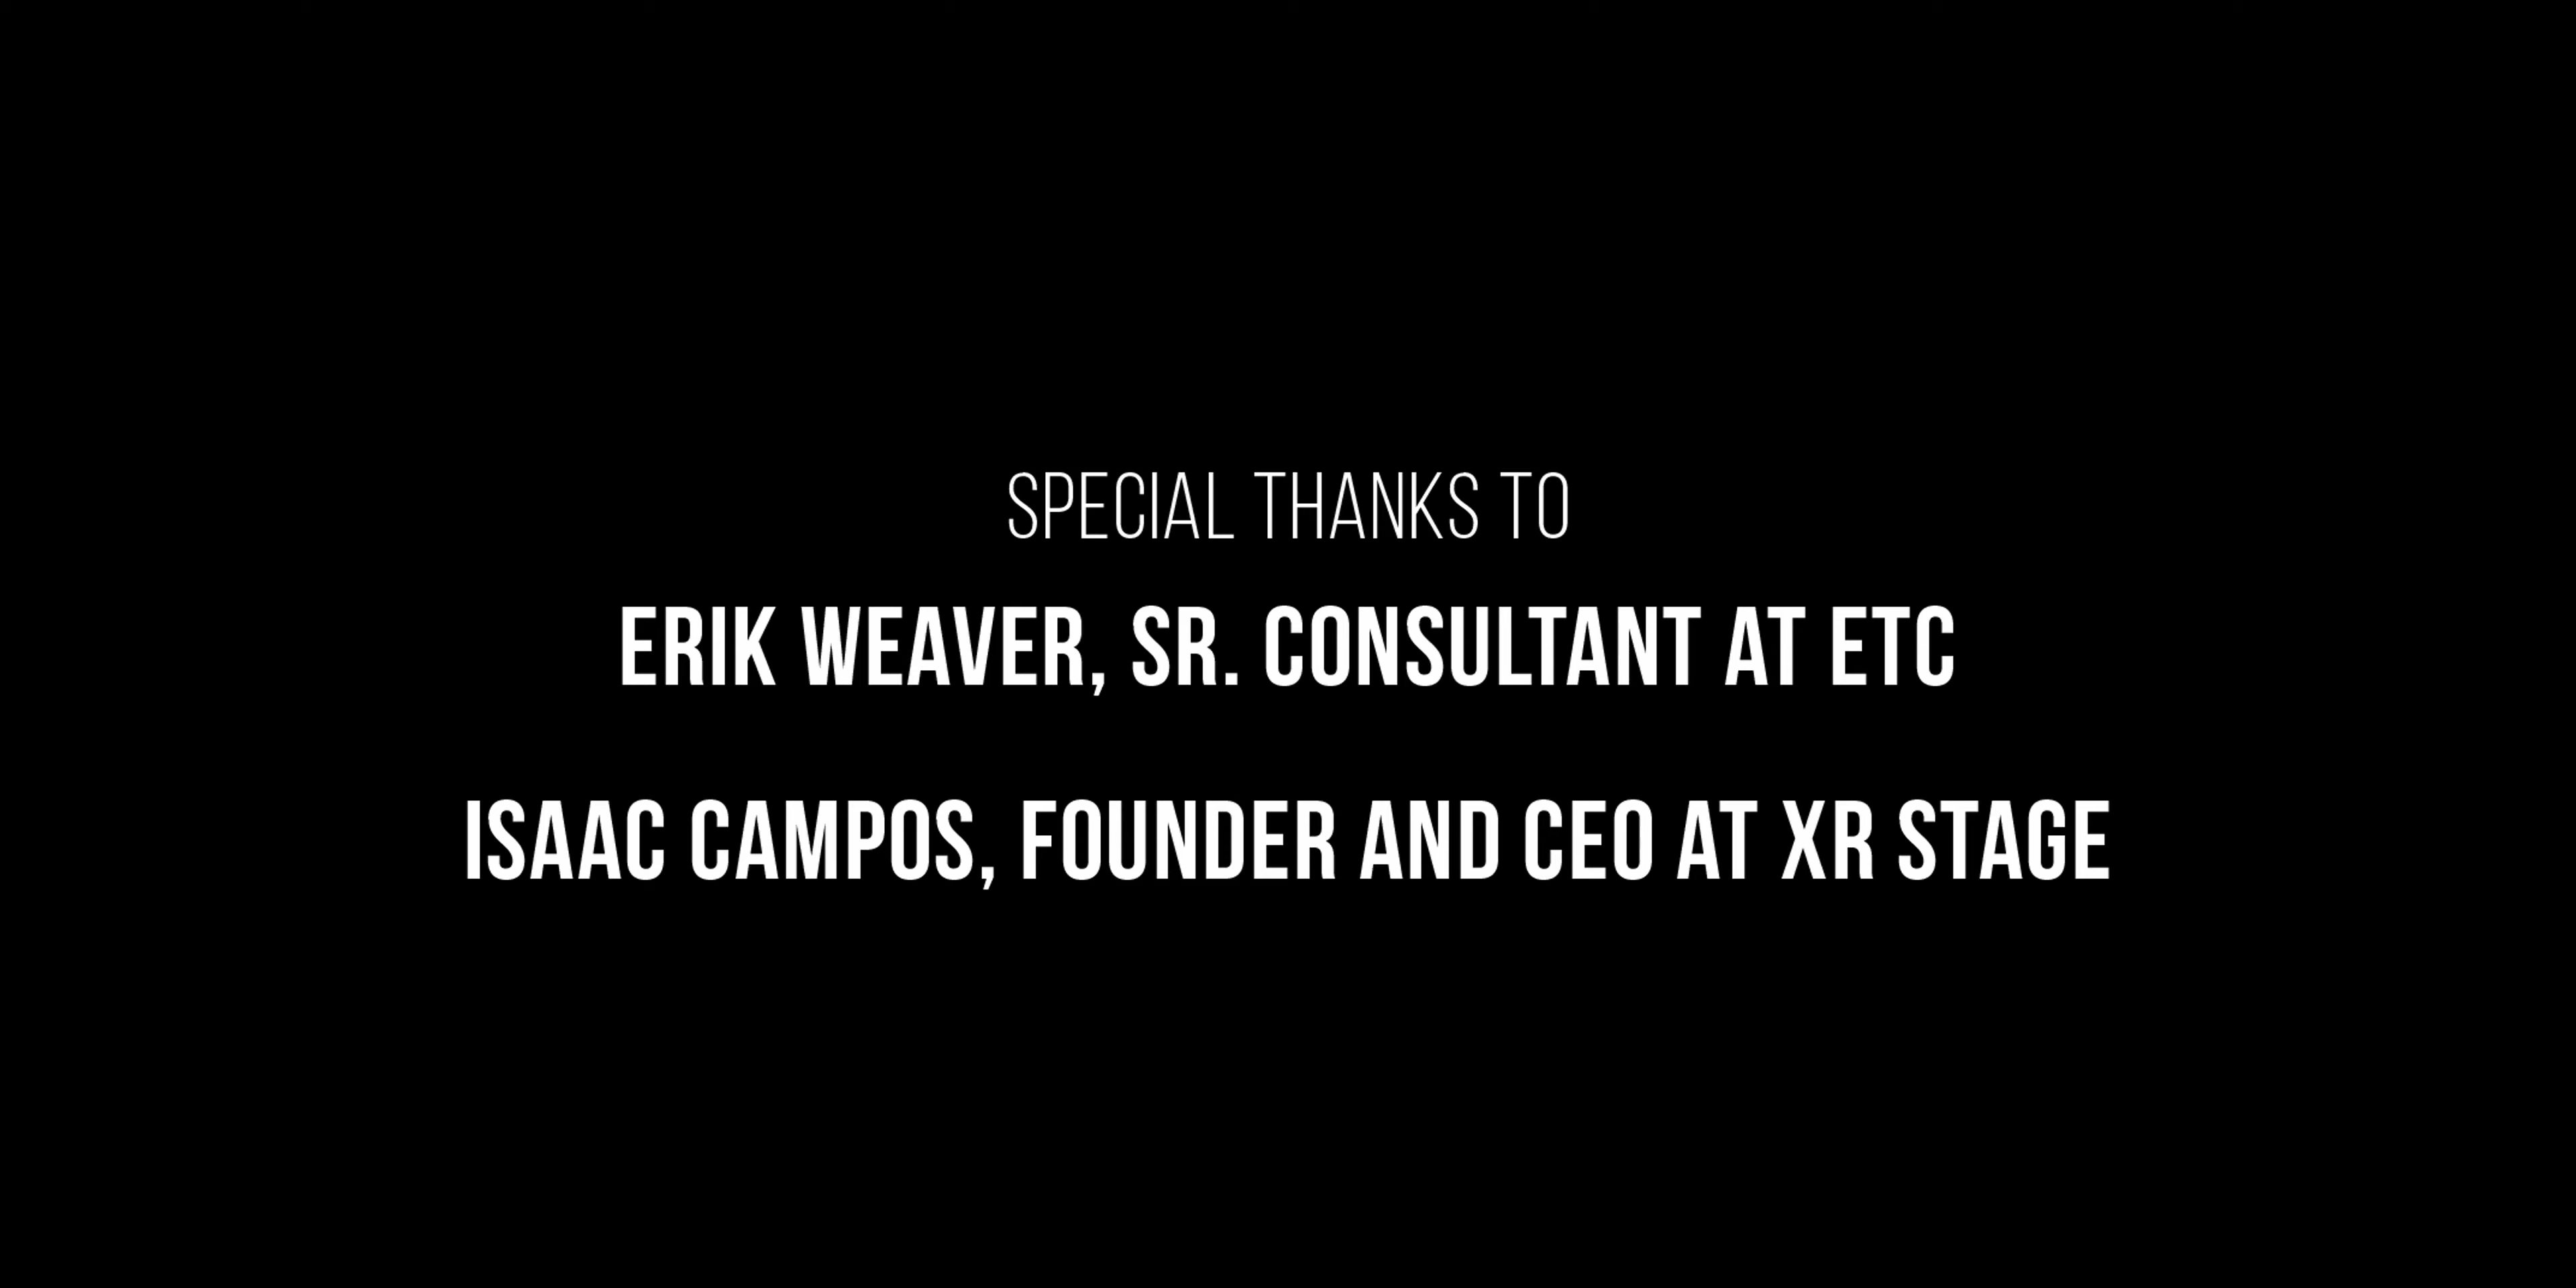 SPECIAL THANKS TO
ERIK WEAVER, SR. CONSULTANT AT ETC
ISAAC CAMPOS, FOUNDER AND CEO AT XR STAGE